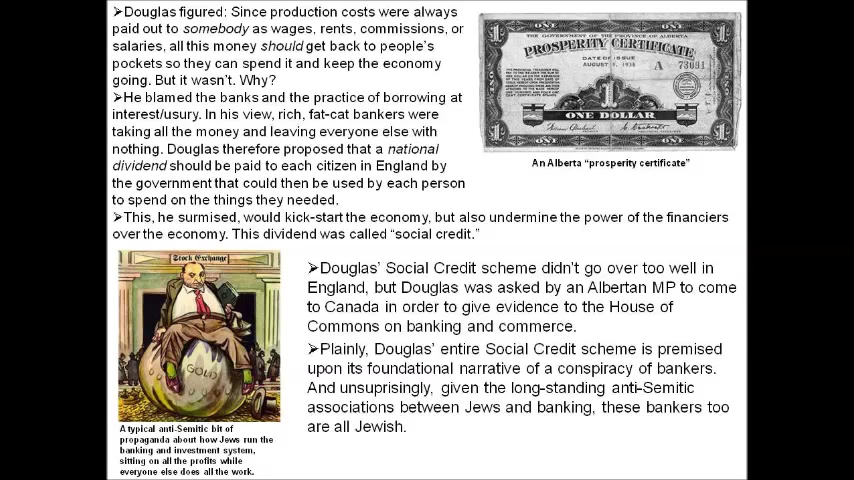 ➢Douglas figured: Since production costs were always
paid out to somebody as wages, rents, commissions, or
salaries, all this money should get back to people's
pockets so they can spend it and keep the economy
going. But it wasn't. Why?
➢He blamed the banks and the practice of borrowing at
interest/usury. In his view, rich, fat-cat bankers were
taking all the money and leaving everyone else with
nothing. Douglas therefore proposed that a national
dividend should be paid to each citizen in England by
the government that could then be used by each person
to spend on the things they needed.
➢This, he surmised, would kick-start the economy, but also undermine the power of the financiers
over the economy. This dividend was called “social credit.”
ONE
THE GOVERNMENT OF THE PROVINCE OF ALBERTA
PROSPERITY CERTIFICATE
DATE OF ISSUE
AUGUST 1936 A
ONE DOLLAR
An Alberta “prosperity certificate”
Stock Exchange
GOLD
A typical anti-Semitic bit of
propaganda about how Jews run the
banking and investment system,
sitting on all the profits while
everyone else does all the work.
➢Douglas’ Social Credit scheme didn’t go over too well in
England, but Douglas was asked by an Albertan MP to come
to Canada in order to give evidence to the House of
Commons on banking and commerce.
➢Plainly, Douglas’ entire Social Credit scheme is premised
upon its foundational narrative of a conspiracy of bankers.
And unsurprisingly, given the long-standing anti-Semitic
associations between Jews and banking, these bankers too
are all Jewish.